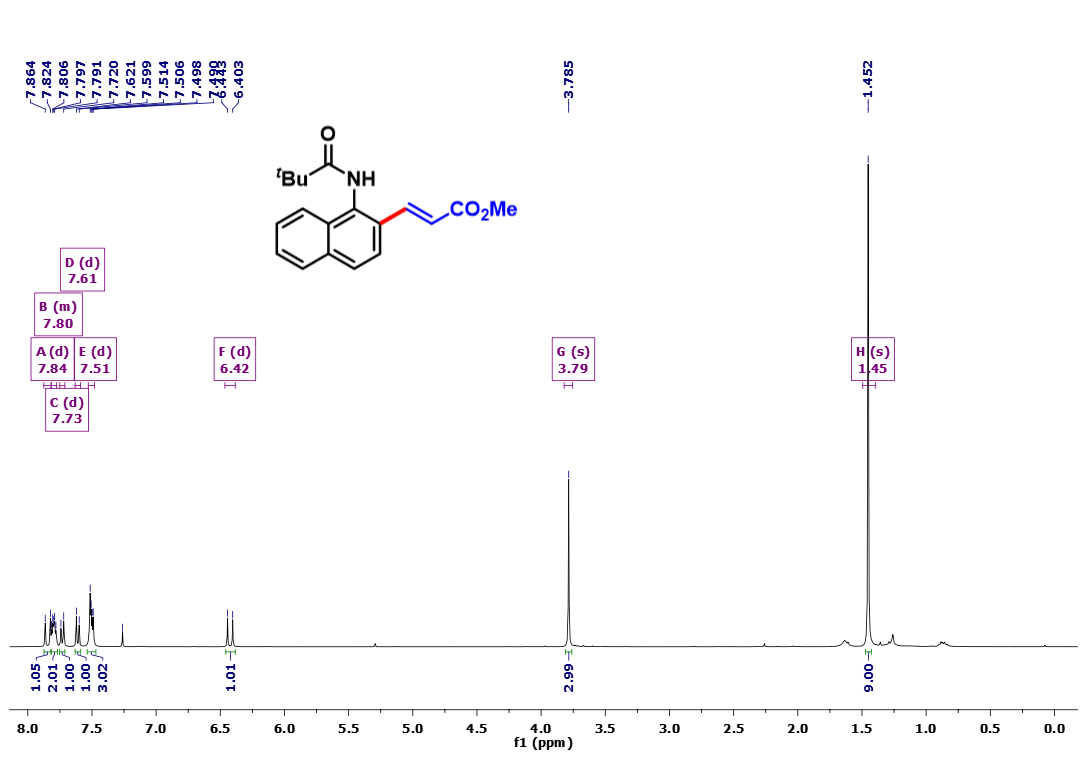 7.864
7.824
7.806
7.797
7.791
7.720
7.621
7.599
7.514
7.506
7.498
7.490
6.443
6.403
3.785
1.452
O
tBu
NH
CO2Me
D (d)
7.61
B (m)
7.80
A (d)
7.84
E (d)
7.51
C (d)
7.73
F (d)
6.42
G (s)
3.79
H (s)
1.45
1.05
2.01
1.00
1.00
3.02
1.01
2.99
9.00
8.0 7.5 7.0 6.5 6.0 5.5 5.0 4.5 4.0 3.5 3.0 2.5 2.0 1.5 1.0 0.5 0.0
f1 (ppm)